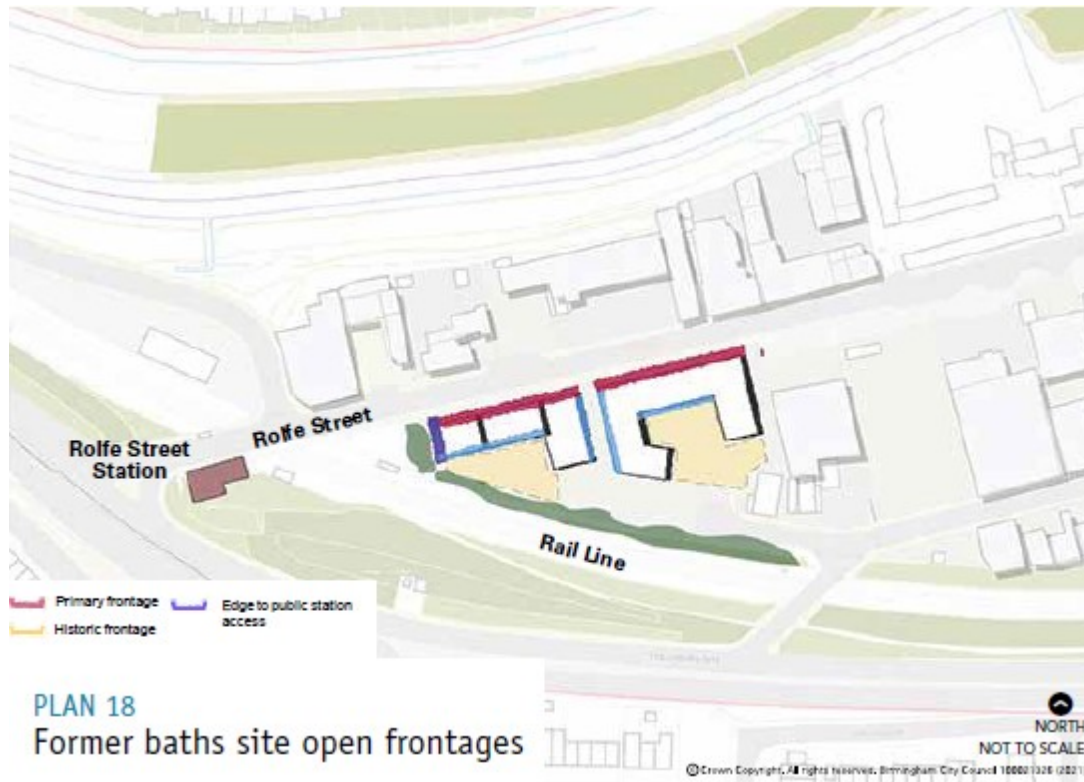 Rolfe Street
Rolfe Street
Station
Rail Line
Primary frontage
Edge to public station
access
Historic frontage
PLAN 18
Former baths site open frontages
NORTH
NOT TO SCALE
© Crown Copyright. All rights reserved. Birmingham City Council